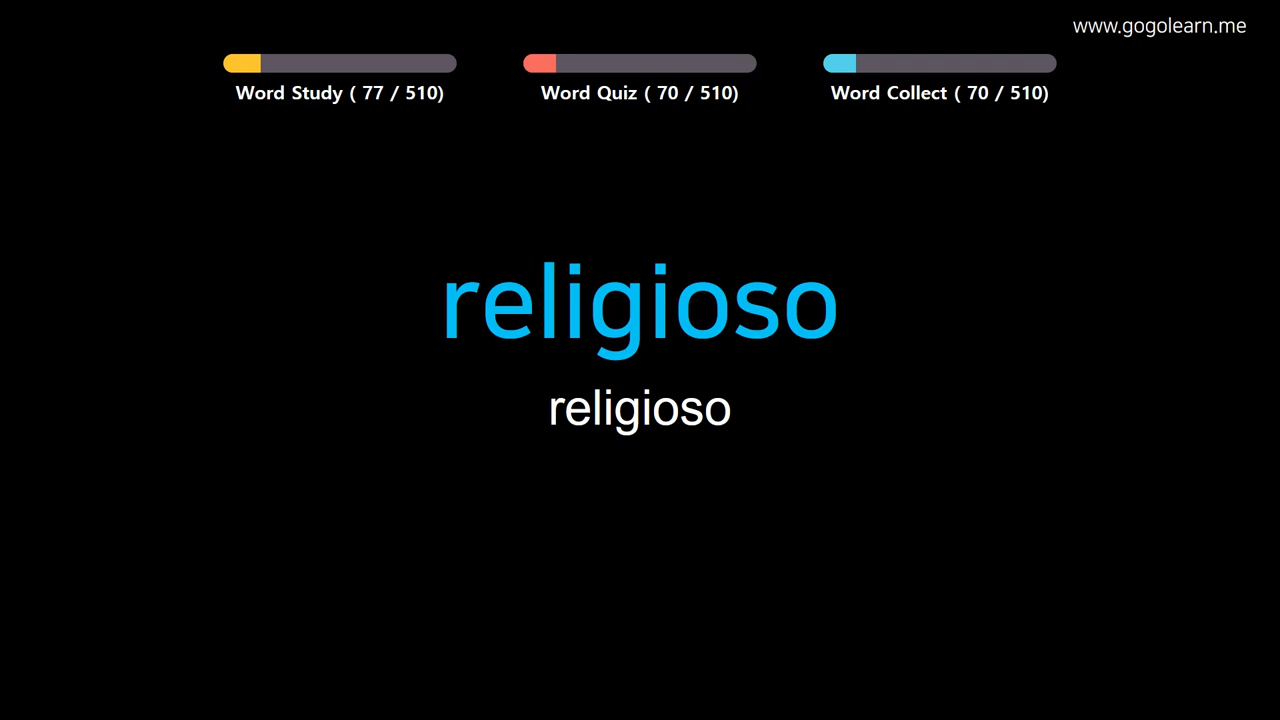 www.gogolearn.me
Word Study ( 77 / 510)
Word Quiz ( 70 / 510)
Word Collect ( 70 / 510)
religioso
religioso